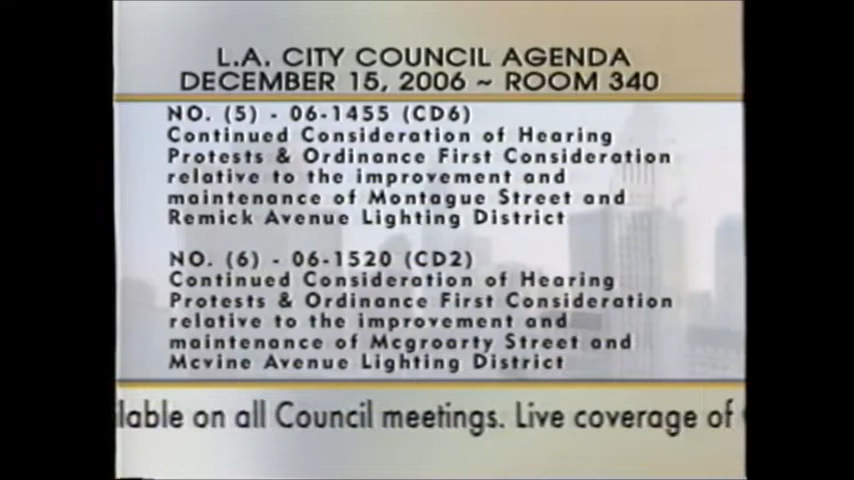 L.A. CITY COUNCIL AGENDA
DECEMBER 15, 2006 ~ ROOM 340
NO. (5) - 06-1455 (CD6)
Continued Consideration of Hearing
Protests & Ordinance First Consideration
relative to the improvement and
maintenance of Montague Street and
Remick Avenue Lighting District
NO. (6) - 06-1520 (CD2)
Continued Consideration of Hearing
Protests & Ordinance First Consideration
relative to the improvement and
maintenance of Mcgroarty Street and
Mcvine Avenue Lighting District
lable on all Council meetings. Live coverage of